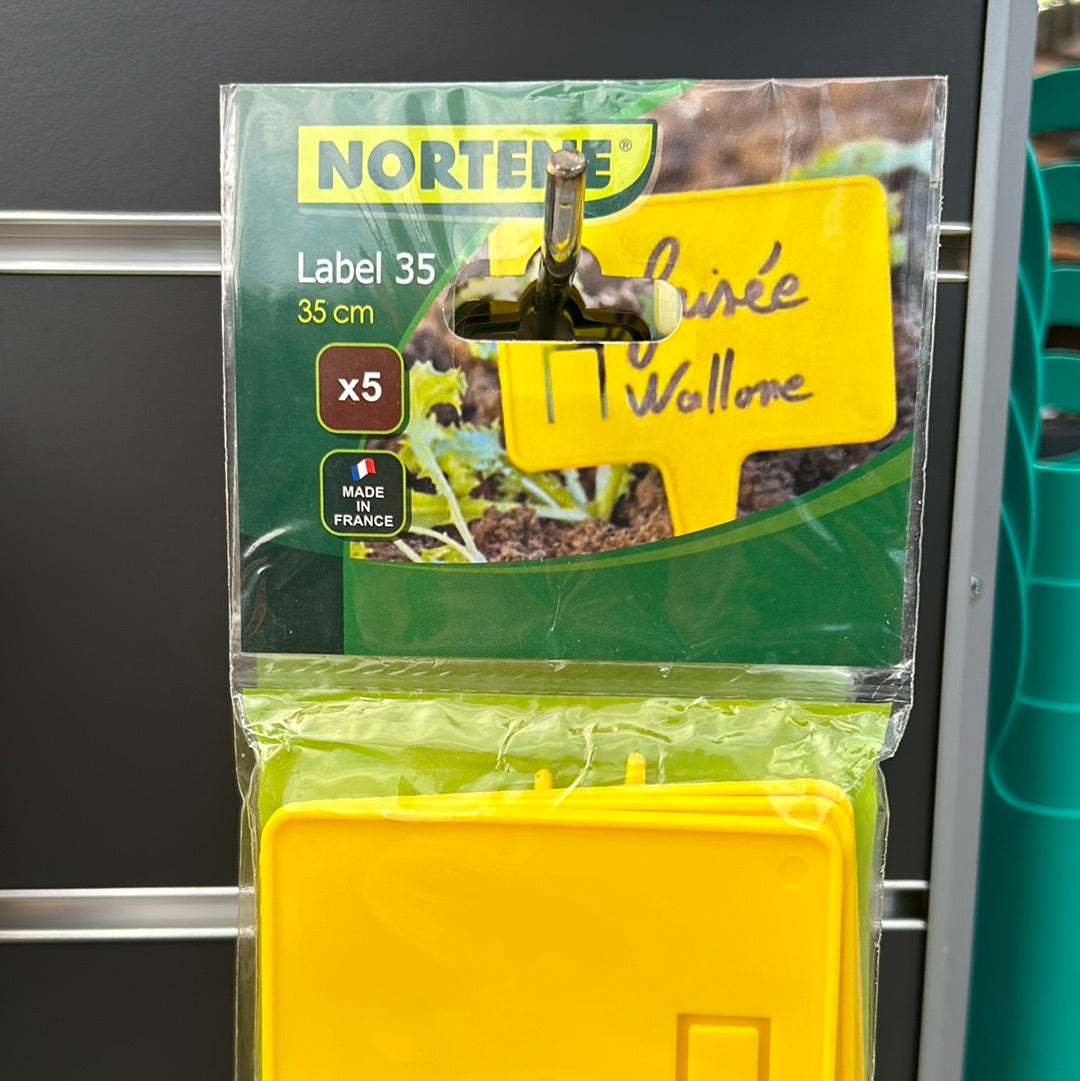 NORTENE®
Label 35
35 cm
x5
MADE
IN
FRANCE
Wallone